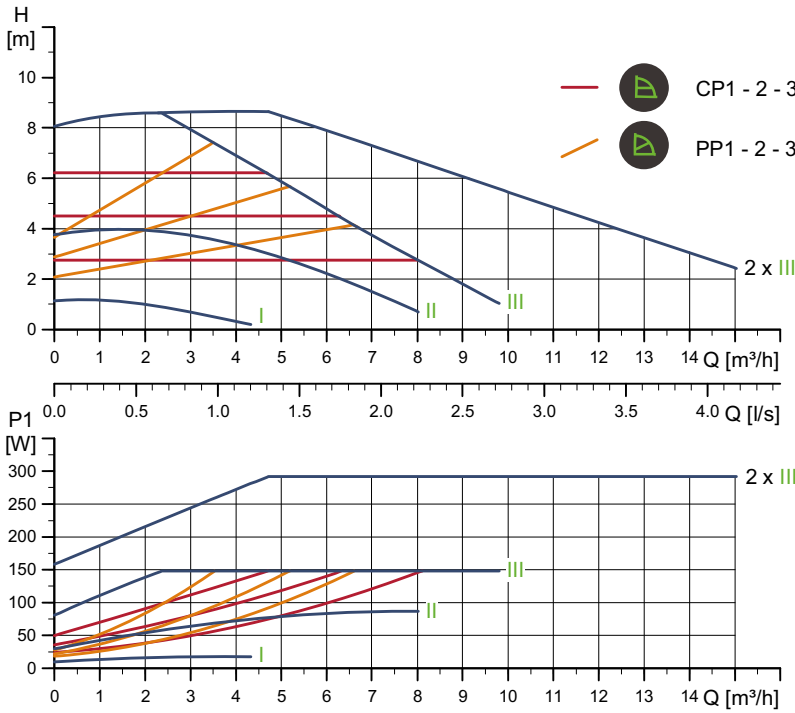 H
[m]
10
8
6
4
2
0
CP1 - 2 - 3
PP1 - 2 - 3
2 x III
I
II
III
0 1 2 3 4 5 6 7 8 9 10 11 12 13 14 Q [m³/h]
0.0 0.5 1.0 1.5 2.0 2.5 3.0 3.5 4.0 Q [l/s]
P1
[W]
300
250
200
150
100
50
0
2 x III
III
II
I
0 1 2 3 4 5 6 7 8 9 10 11 12 13 14 Q [m³/h]